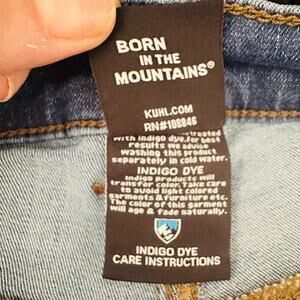 BORN
IN THE
MOUNTAINS®
KUHL.COM
RN#108946
treated
with indigo dye.For best
results we advise
washing this product
separately in cold water.
INDIGO DYE
Indigo products will
transfer color. Take care
to avoid light colored
garments & furniture etc.
The color of this garment
will age & fade naturally.
INDIGO DYE
CARE INSTRUCTIONS